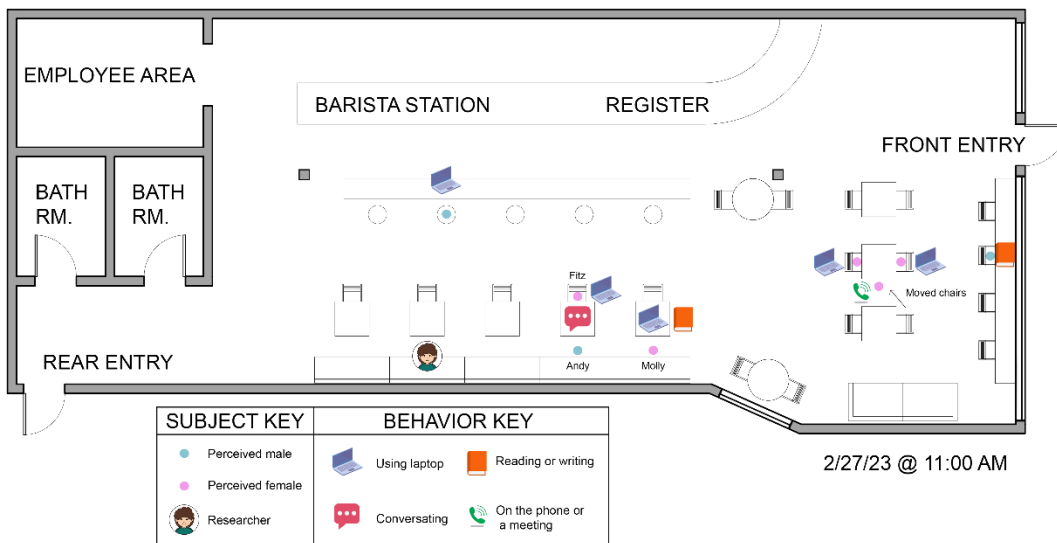 EMPLOYEE AREA
BARISTA STATION
REGISTER
FRONT ENTRY
BATH
RM.
BATH
RM.
Fitz
Moved chairs
REAR ENTRY
Andy
Molly
SUBJECT KEY
BEHAVIOR KEY
Perceived male
Using laptop
Reading or writing
Perceived female
Researcher
Conversating
On the phone or
a meeting
2/27/23 @ 11:00 AM